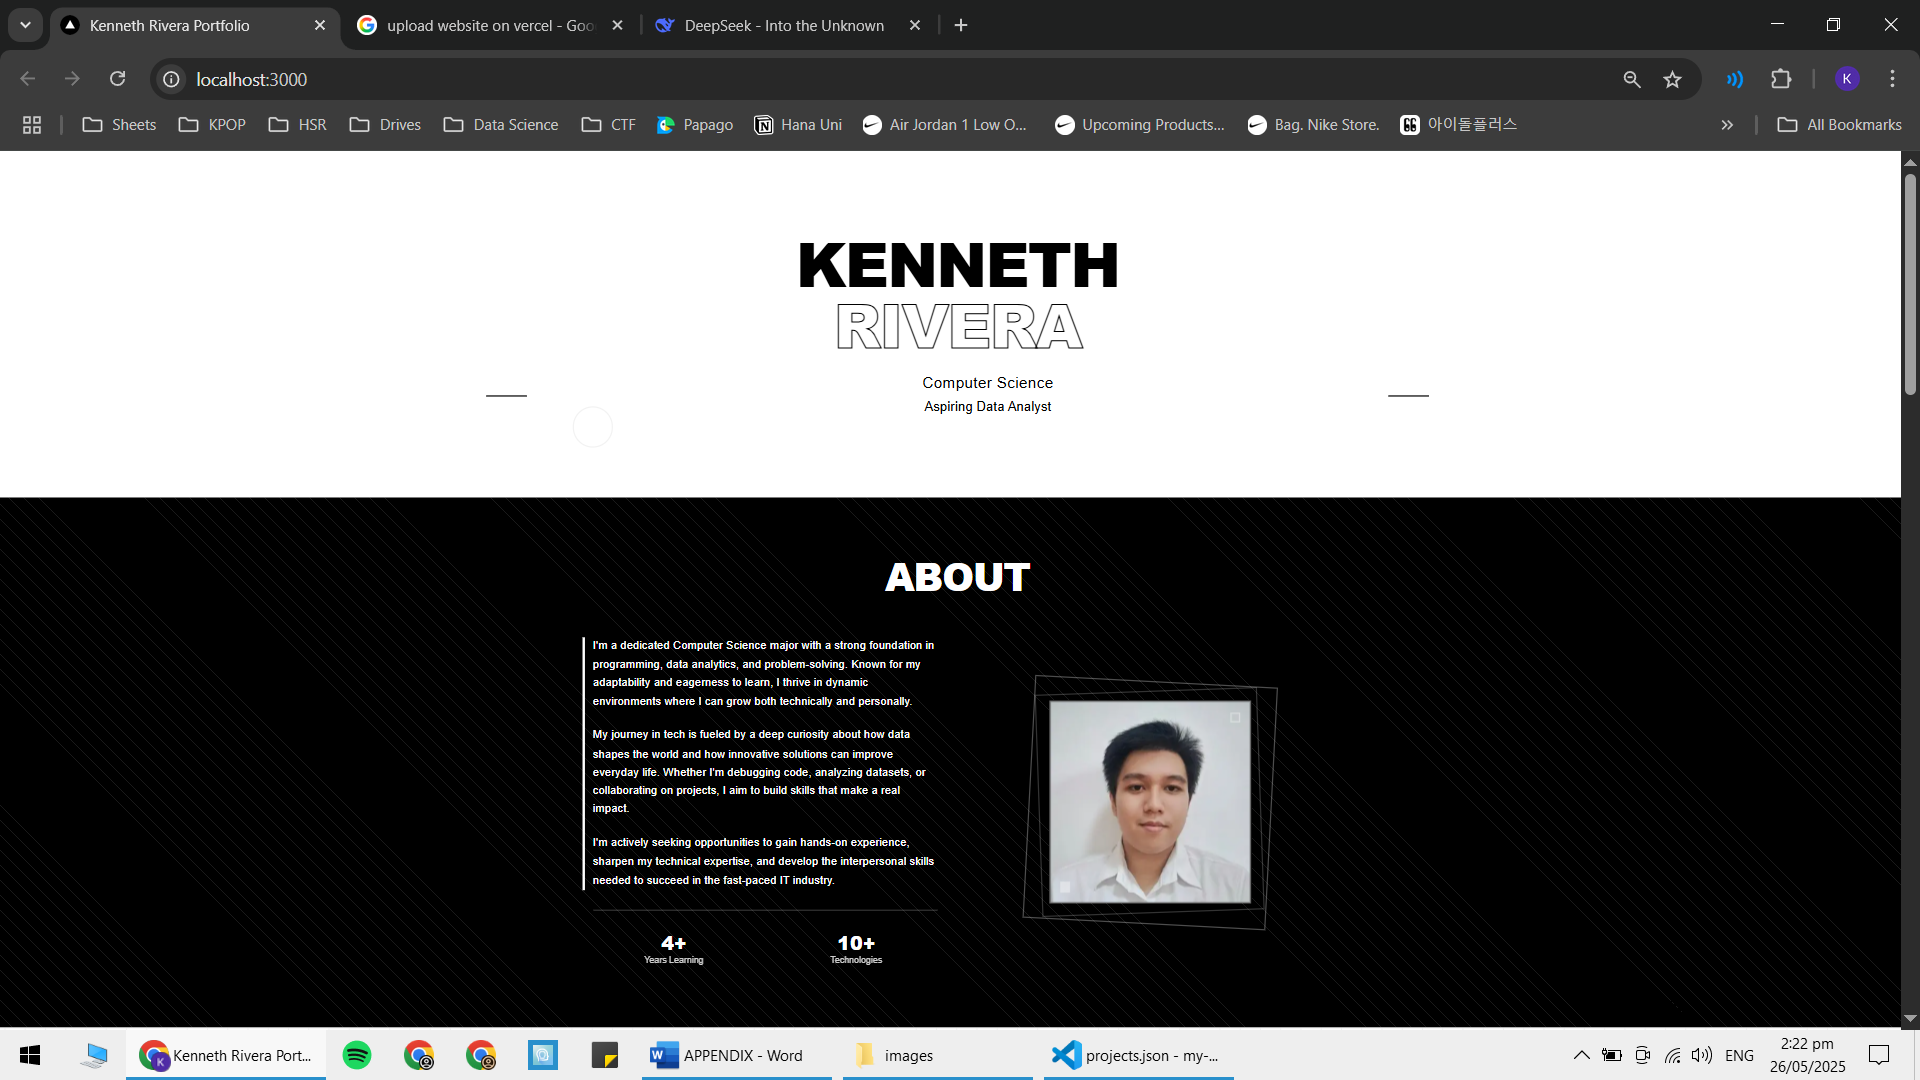 Kenneth Rivera Portfolio
upload website on vercel - Goo
DeepSeek - Into the Unknown
localhost:3000
K
Sheets
KPOP
HSR
Drives
Data Science
CTF
Papago
Hana Uni
Air Jordan 1 Low O...
Upcoming Products...
Bag. Nike Store.
아이돌플러스
All Bookmarks
KENNETH
RIVERA
Computer Science
Aspiring Data Analyst
ABOUT
I'm a dedicated Computer Science major with a strong foundation in
programming, data analytics, and problem-solving. Known for my
adaptability and eagerness to learn, I thrive in dynamic
environments where I can grow both technically and personally.
My journey in tech is fueled by a deep curiosity about how data
shapes the world and how innovative solutions can improve
everyday life. Whether I'm debugging code, analyzing datasets, or
collaborating on projects, I aim to build skills that make a real
impact.
I'm actively seeking opportunities to gain hands-on experience,
sharpen my technical expertise, and develop the interpersonal skills
needed to succeed in the fast-paced IT industry.
4+
Years Learning
10+
Technologies
Kenneth Rivera Port...
APPENDIX - Word
images
projects.json - my-...
ENG
2:22 pm
26/05/2025